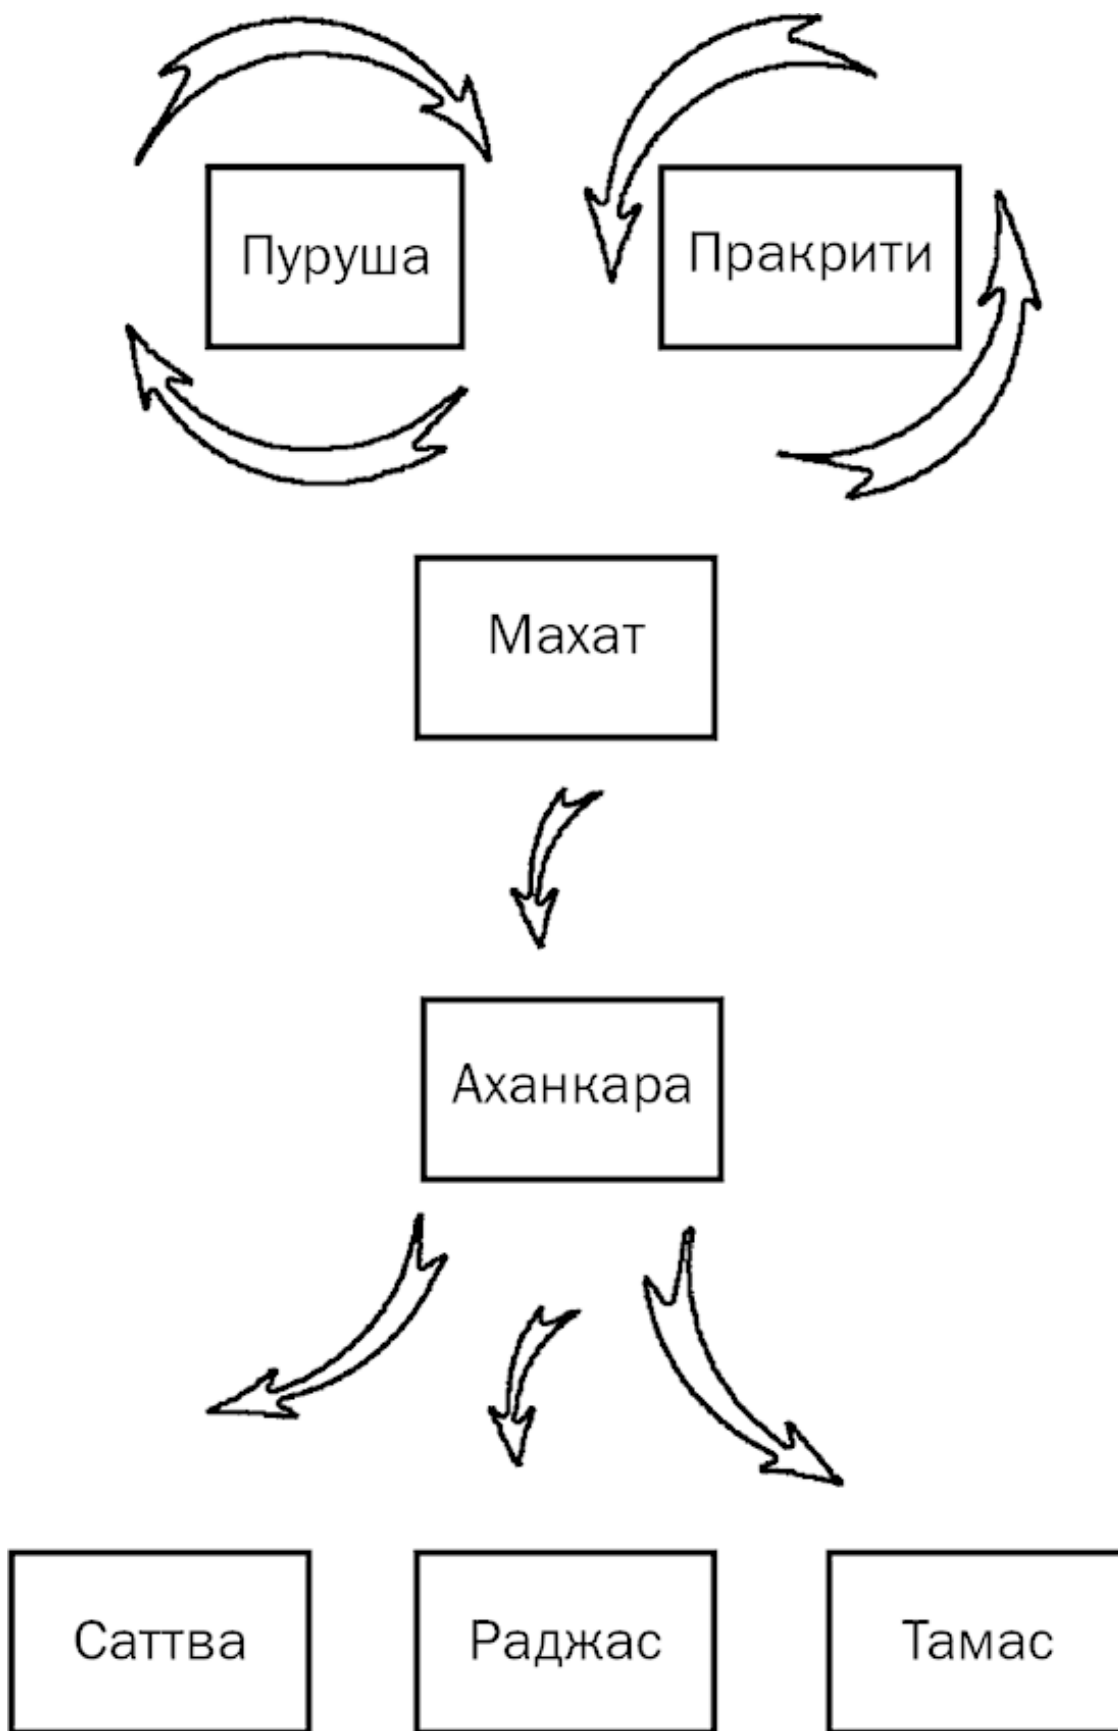 Пуруша
Пракрити
Махат
Аханкара
Саттва
Раджас
Тамас